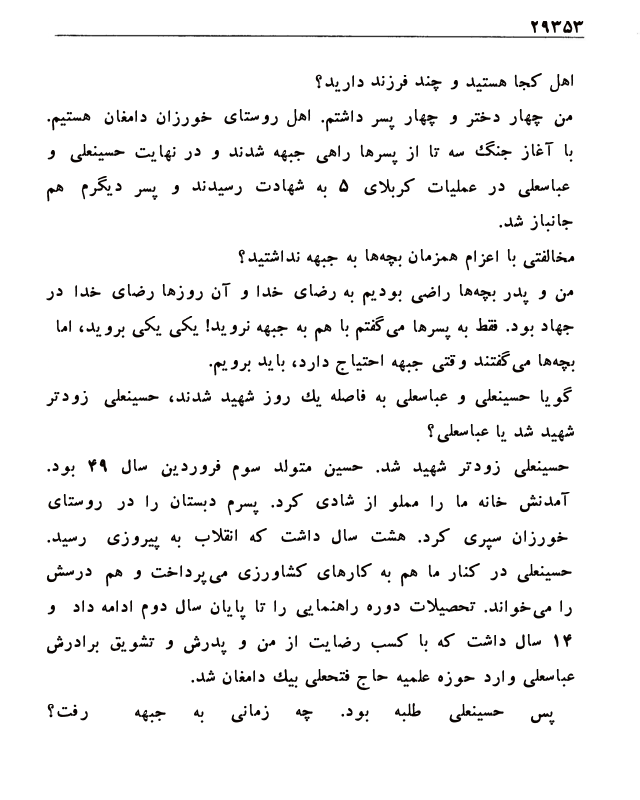 ۲۹۳۵۳
اهل کجا هستید و چند فرزند دارید؟
من چهار دختر و چهار پسر داشتم. اهل روستای خورزان دامغان هستیم.
با آغاز جنگ سه تا از پسرها راهی جبهه شدند و در نهایت حسینعلی و
عباسعلی در عملیات کربلای ۵ به شهادت رسیدند و پسر دیگرم هم
جانباز شد.
مخالفتی با اعزام همزمان بچه‌ها به جبهه نداشتید؟
من و پدر بچه‌ها راضی بودیم به رضای خدا و آن روزها رضای خدا در
جهاد بود. فقط به پسرها می‌گفتم با هم به جبهه نروید! یکی یکی بروید، اما
بچه‌ها می‌گفتند وقتی جبهه احتیاج دارد، باید برویم.
گویا حسینعلی و عباسعلی به فاصله یك روز شهید شدند، حسینعلی زودتر
شهید شد یا عباسعلی؟
حسینعلی زودتر شهید شد. حسین متولد سوم فروردین سال ۴۹ بود.
آمدنش خانه ما را مملو از شادی کرد. پسرم دبستان را در روستای
خورزان سپری کرد. هشت سال داشت که انقلاب به پیروزی رسید.
حسینعلی در کنار ما هم به کارهای کشاورزی می‌پرداخت و هم درسش
را می‌خواند. تحصیلات دوره راهنمایی را تا پایان سال دوم ادامه داد و
۱۴ سال داشت که با کسب رضایت از من و پدرش و تشویق برادرش
عباسعلی وارد حوزه علمیه حاج فتحعلی بیك دامغان شد.
پس حسینعلی طلبه بود. چه زمانی به جبهه رفت؟